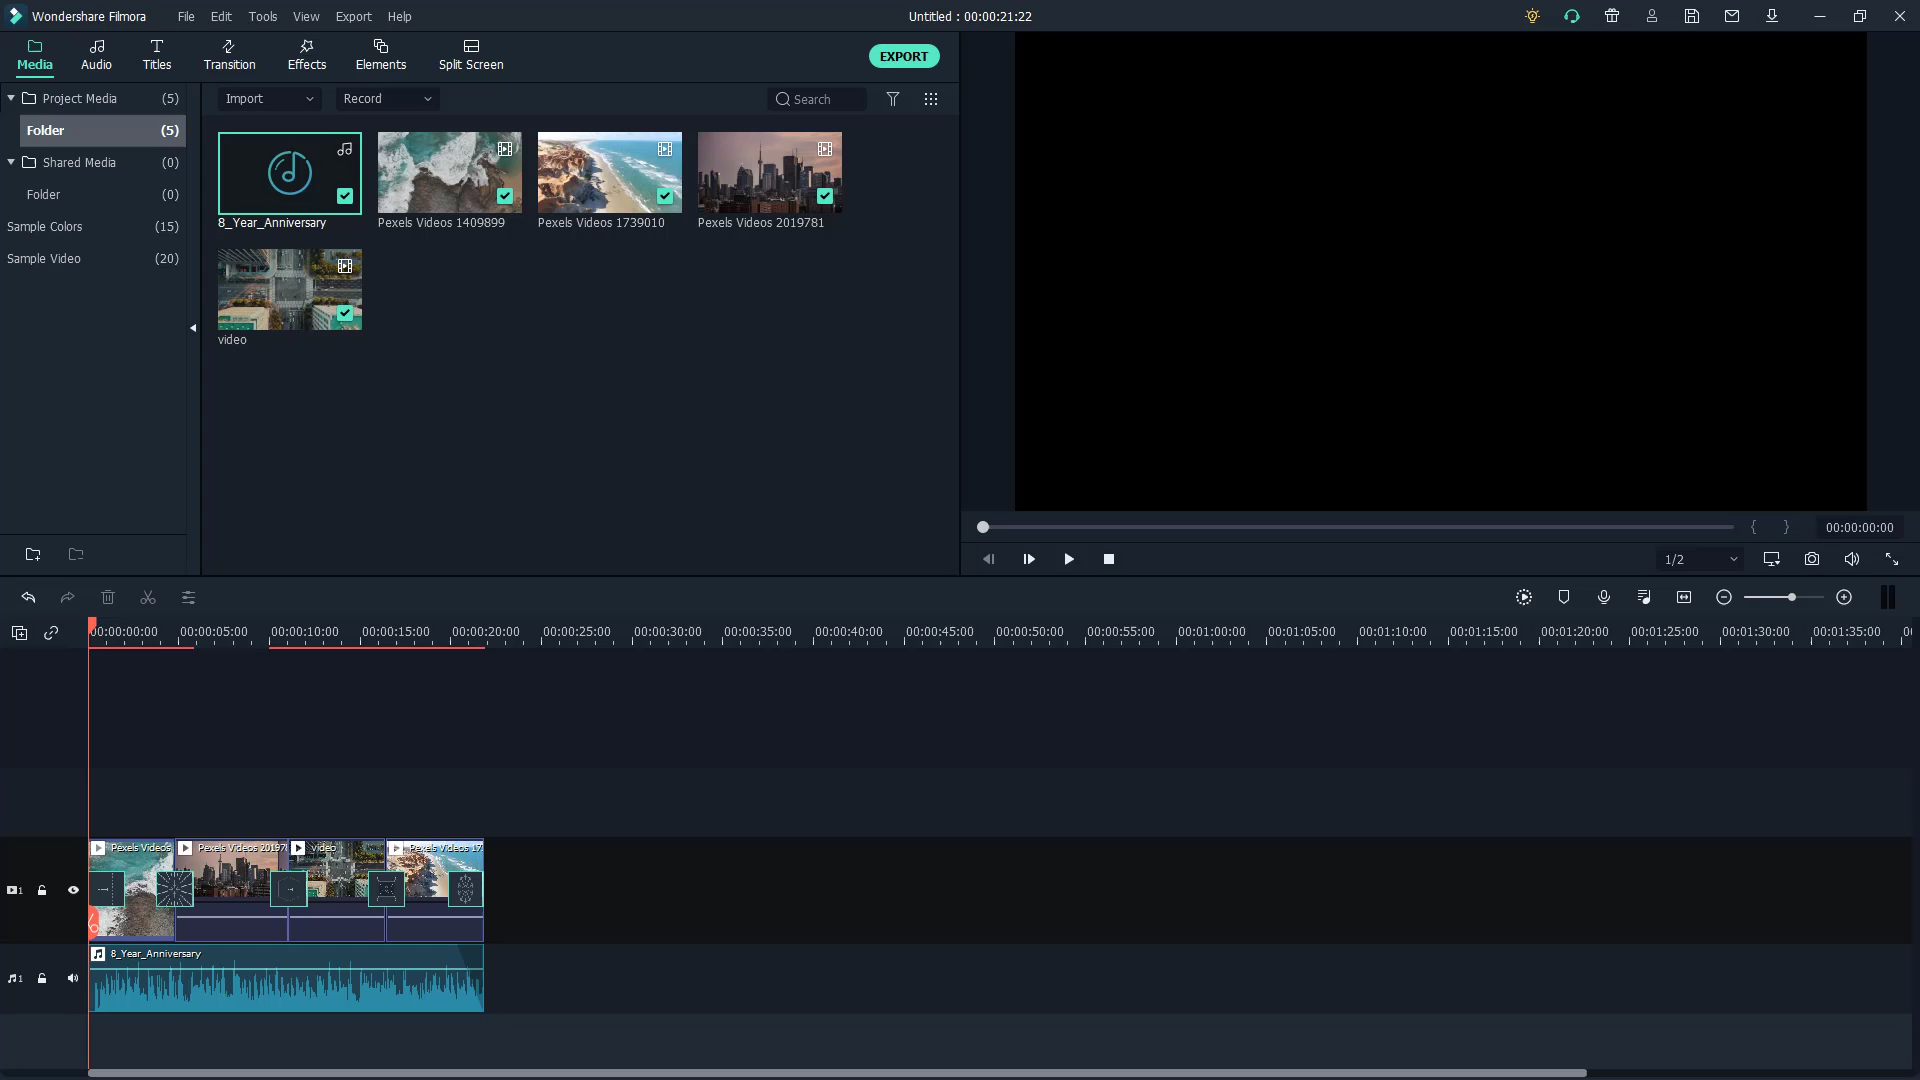 Wondershare Filmora File Edit Tools View Export Help Untitled : 00:00:21:22
Media Audio Titles Transition Effects Elements Split Screen EXPORT
Project Media (5)
Folder (5)
Shared Media (0)
Folder (0)
Sample Colors (15)
Sample Video (20)
Import Record Search
8_Year_Anniversary Pexels Videos 1409899 Pexels Videos 1739010 Pexels Videos 2019781
video
{ } 00:00:00:00
1/2
00:00:00:00 00:00:05:00 00:00:10:00 00:00:15:00 00:00:20:00 00:00:25:00 00:00:30:00 00:00:35:00 00:00:40:00 00:00:45:00 00:00:50:00 00:00:55:00 00:01:00:00 00:01:05:00 00:01:10:00 00:01:15:00 00:01:20:00 00:01:25:00 00:01:30:00 00:01:35:00
Pexels Videos Pexels Videos 20197 video Pexels Videos 17
1
8_Year_Anniversary
1